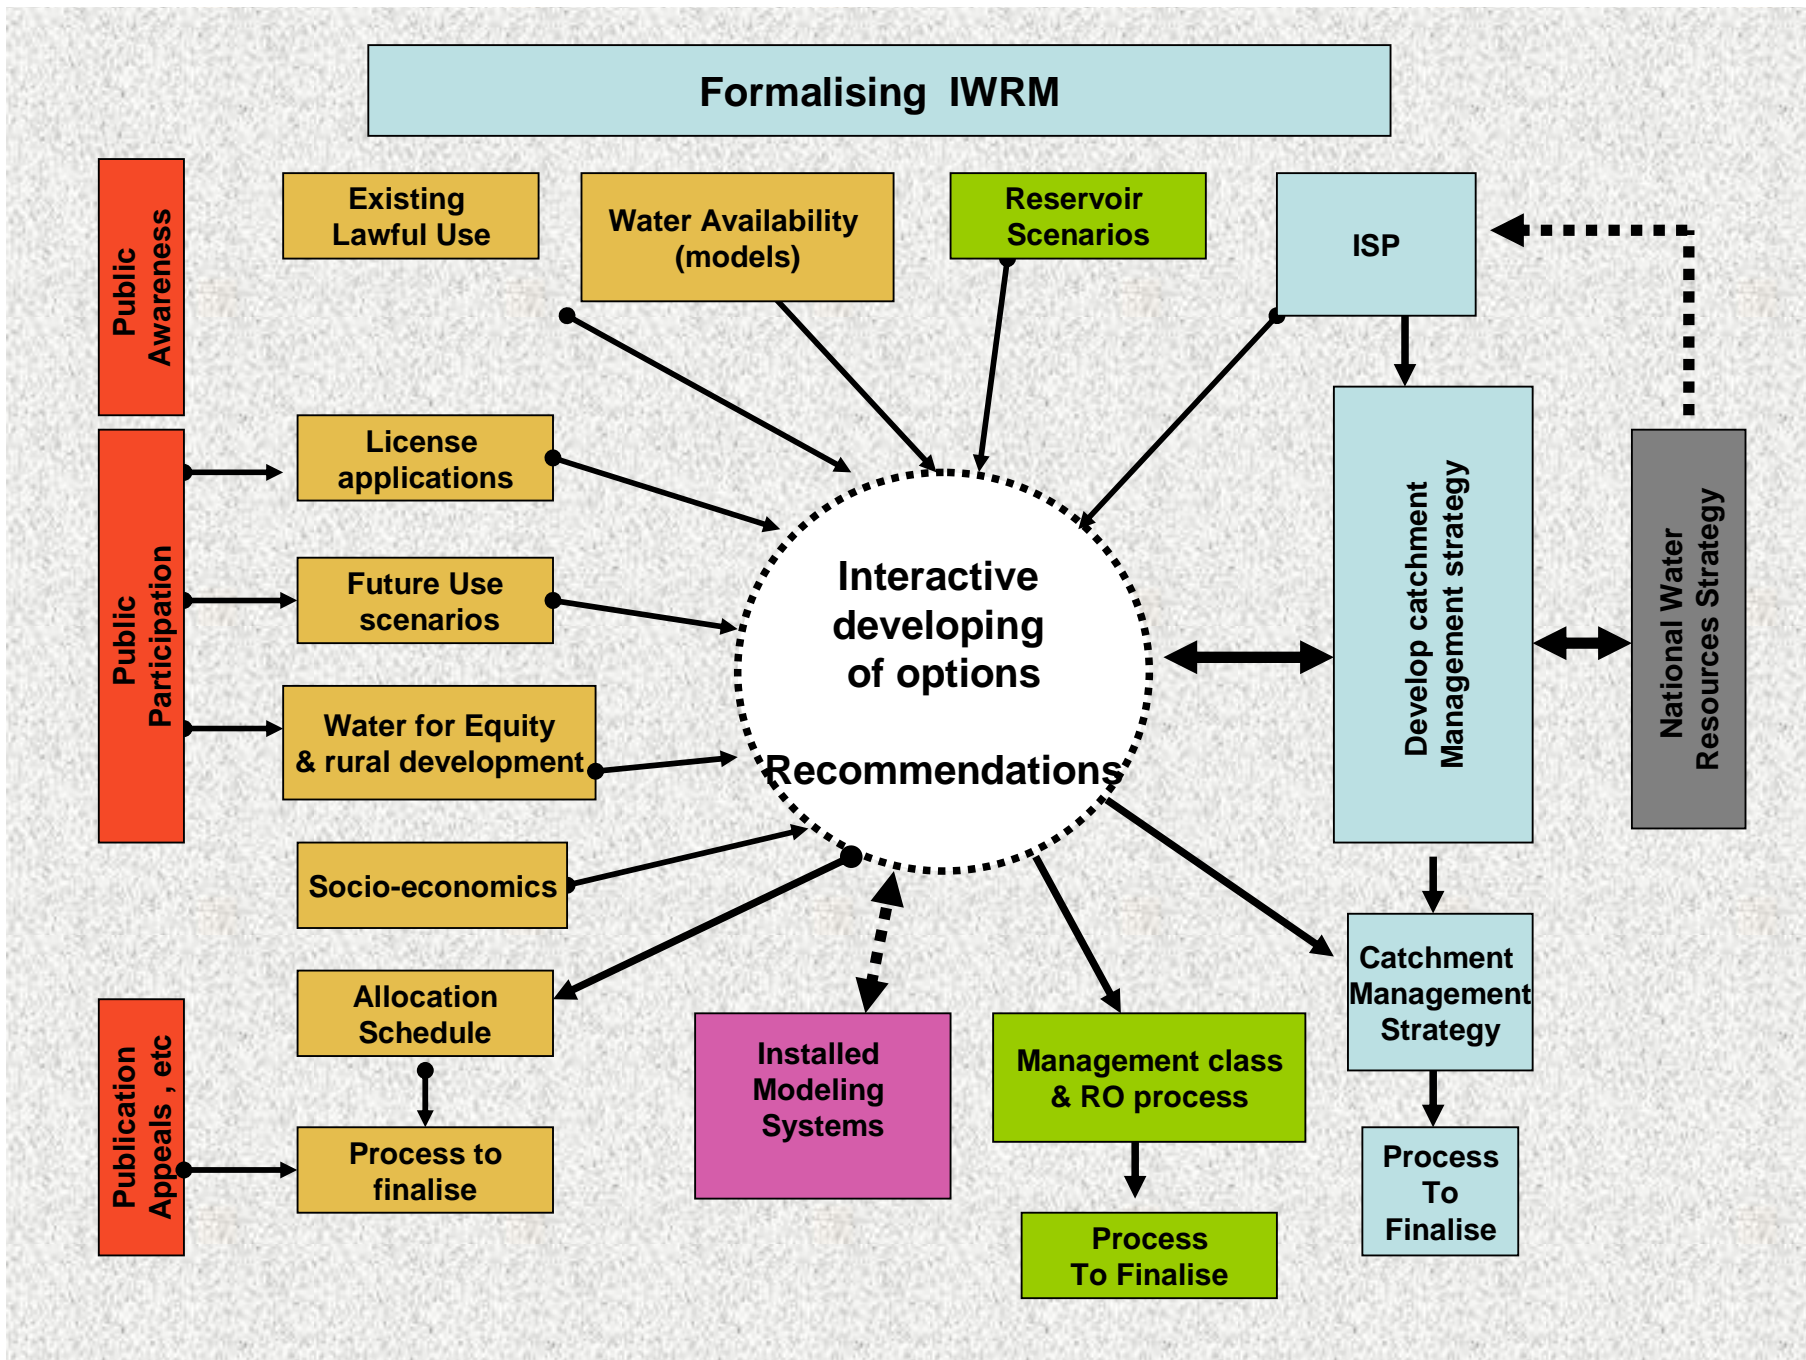 Formalising IWRM
Public
Awareness
Existing
Lawful Use
Water Availability
(models)
Reservoir
Scenarios
ISP
Public
Participation
License
applications
Future Use
scenarios
Water for Equity
& rural development
Socio-economics
Interactive
developing
of options
Recommendations
Develop catchment
Management strategy
National Water
Resources Strategy
Publication
Appeals , etc
Allocation
Schedule
Process to
finalise
Installed
Modeling
Systems
Management class
& RO process
Process
To Finalise
Catchment
Management
Strategy
Process
To
Finalise